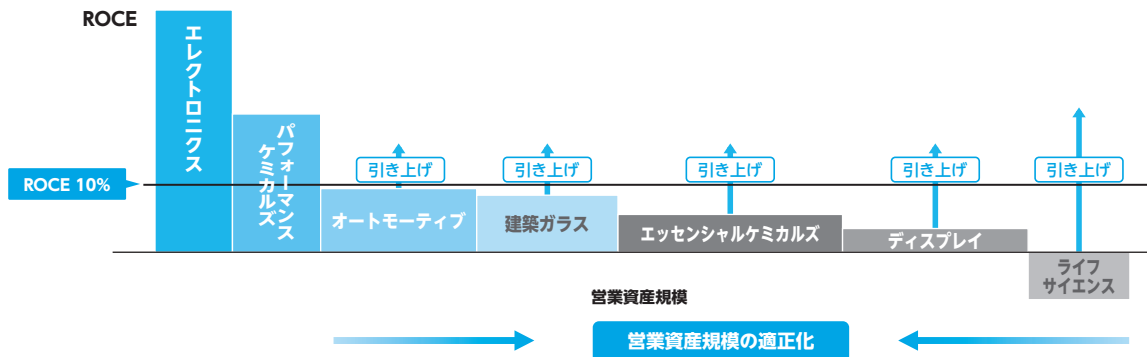 ROCE
エレクトロニクス
パフォーマンス
ケミカルズ
引き上げ
引き上げ
引き上げ
引き上げ
引き上げ
ROCE 10%
オートモーティブ
建築ガラス
エッセンシャルケミカルズ
ディスプレイ
ライフ
サイエンス
営業資産規模
営業資産規模の適正化